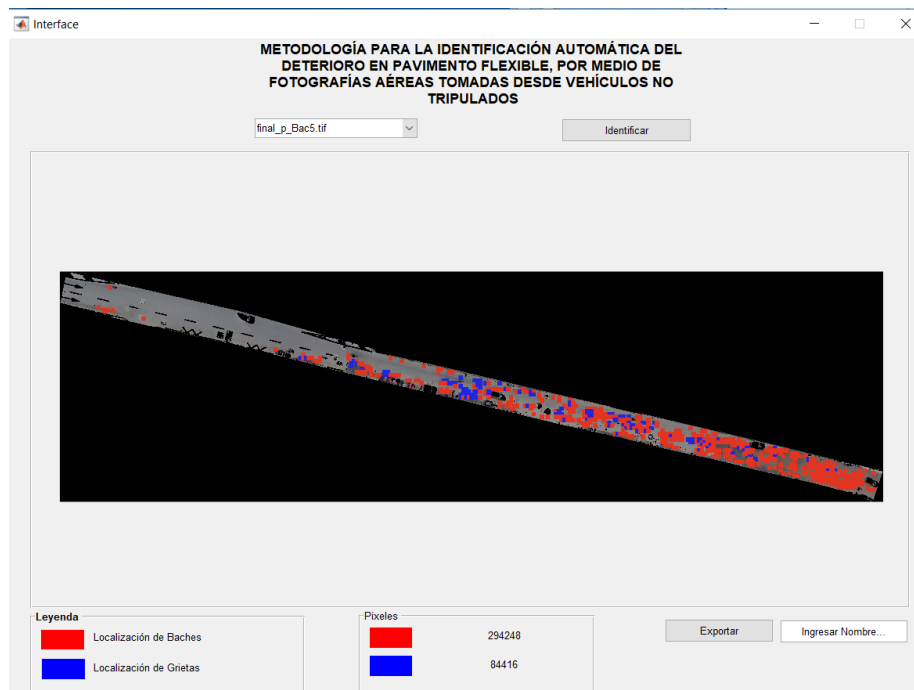 Interface
METODOLOGÍA PARA LA IDENTIFICACIÓN AUTOMÁTICA DEL
DETERIORO EN PAVIMENTO FLEXIBLE, POR MEDIO DE
FOTOGRAFÍAS AÉREAS TOMADAS DESDE VEHÍCULOS NO
TRIPULADOS
final_p_Bac5.tif
Identificar
Leyenda
Localización de Baches
Localización de Grietas
Pixeles
294248
84416
Exportar
Ingresar Nombre...